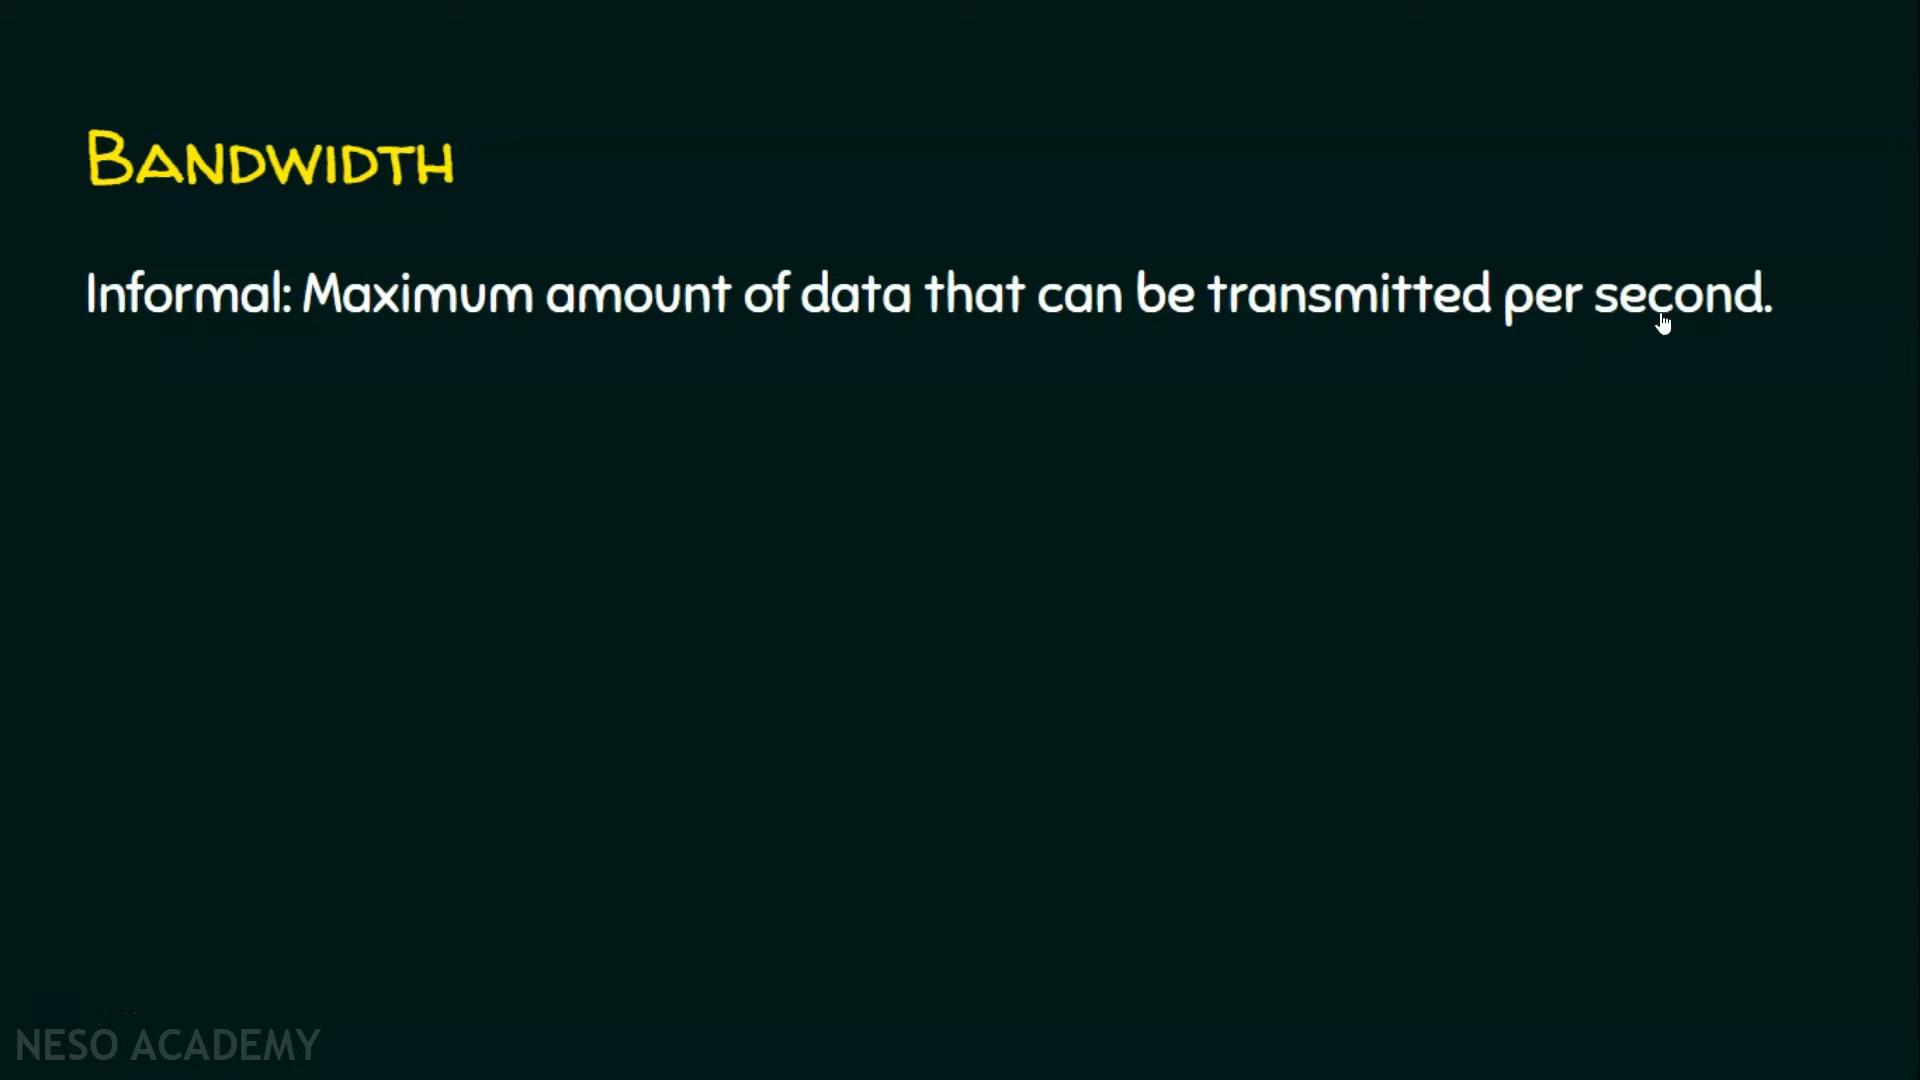 BANDWIDTH
Informal: Maximum amount of data that can be transmitted per second.
NESO ACADEMY